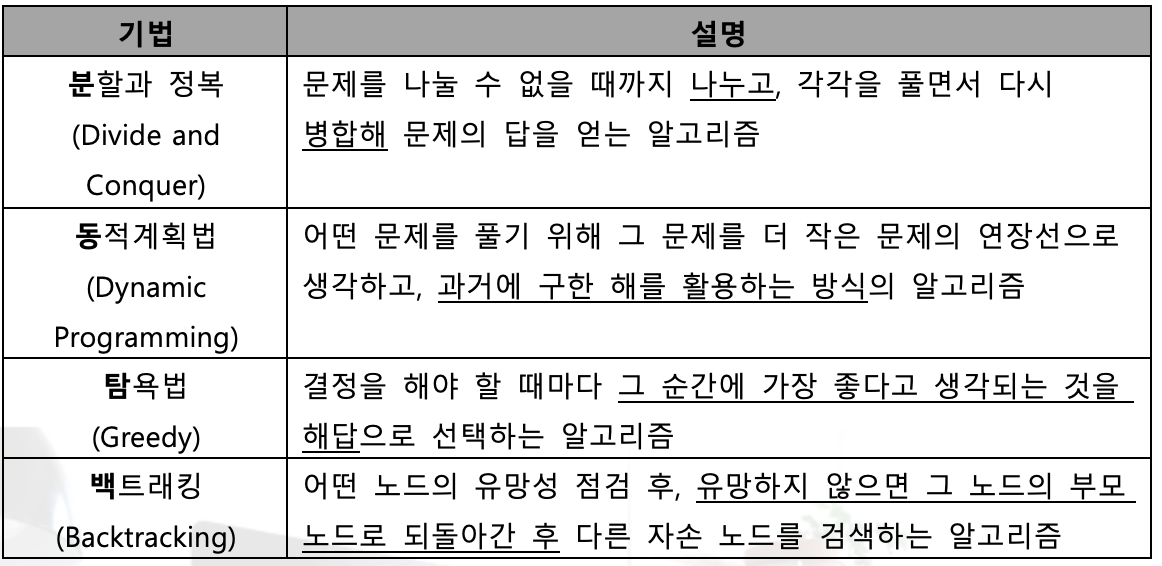 기법 설명
분할과 정복
(Divide and
Conquer)
문제를 나눌 수 없을 때까지 나누고, 각각을 풀면서 다시
병합해 문제의 답을 얻는 알고리즘
동적계획법
(Dynamic
Programming)
어떤 문제를 풀기 위해 그 문제를 더 작은 문제의 연장선으로
생각하고, 과거에 구한 해를 활용하는 방식의 알고리즘
탐욕법
(Greedy)
결정을 해야 할 때마다 그 순간에 가장 좋다고 생각되는 것을
해답으로 선택하는 알고리즘
백트래킹
(Backtracking)
어떤 노드의 유망성 점검 후, 유망하지 않으면 그 노드의 부모
노드로 되돌아간 후 다른 자손 노드를 검색하는 알고리즘